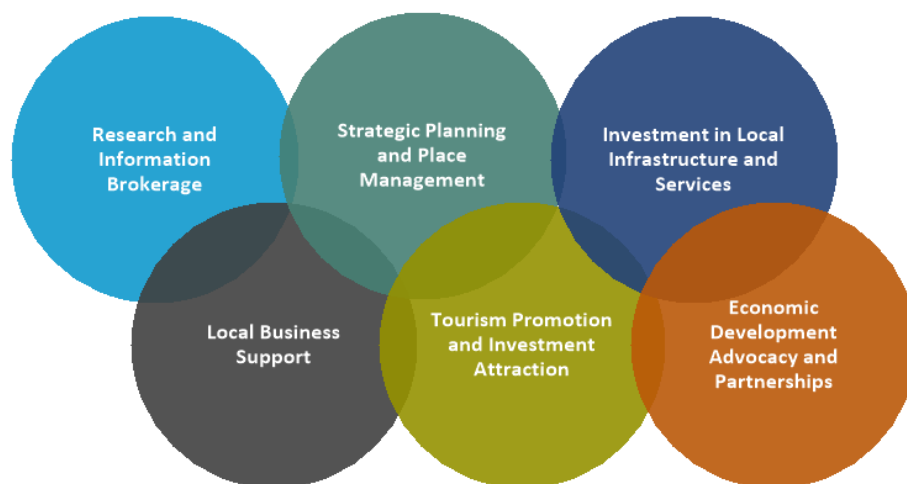 Research and
Information
Brokerage
Strategic Planning
and Place
Management
Investment in Local
Infrastructure and
Services
Local Business
Support
Tourism Promotion
and Investment
Attraction
Economic
Development
Advocacy and
Partnerships